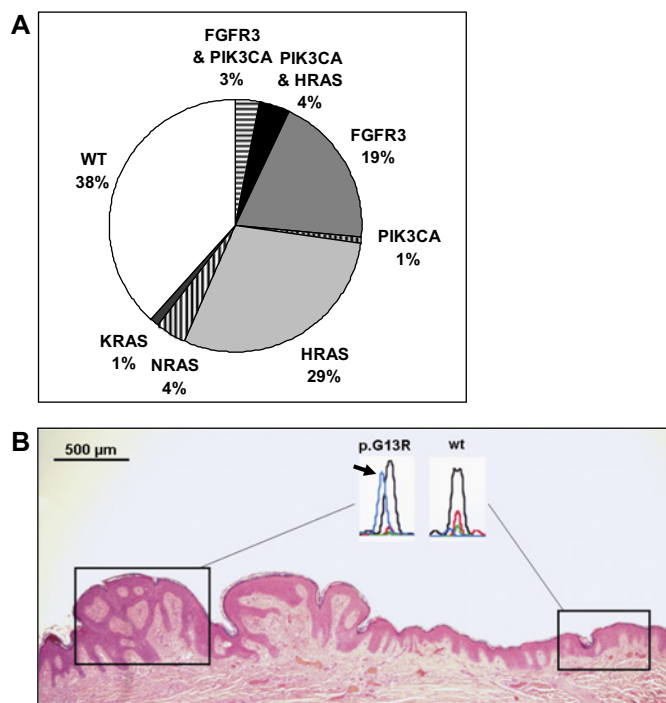 A
FGFR3
& PIK3CA
3%
PIK3CA
& HRAS
4%
FGFR3
19%
WT
38%
PIK3CA
1%
HRAS
29%
KRAS
1%
NRAS
4%
B
500 µm
p.G13R
wt